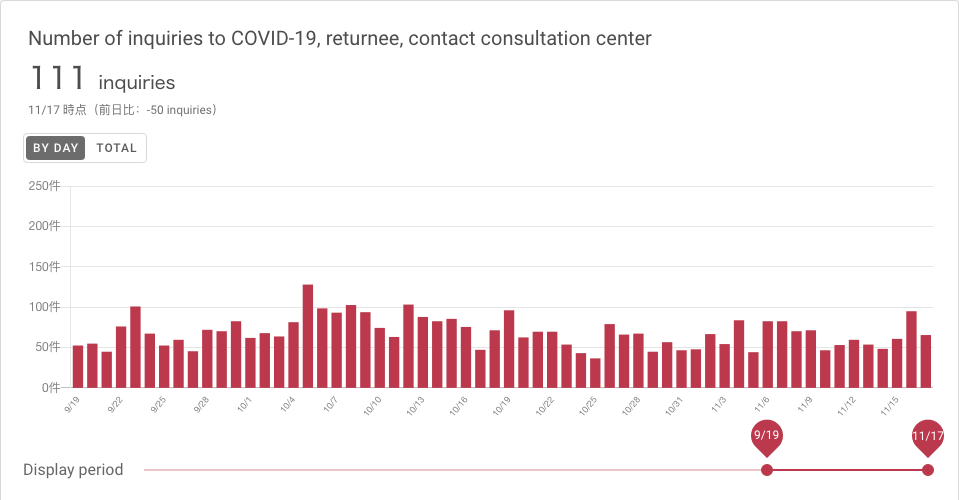 Number of inquiries to COVID-19, returnee, contact consultation center
111 inquiries
11/17 時点（前日比：-50 inquiries）
BY DAY TOTAL
250件
200件
150件
100件
50件
0件
9/19 9/22 9/25 9/28 10/1 10/4 10/7 10/10 10/13 10/16 10/19 10/22 10/25 10/28 10/31 11/3 11/6 11/9 11/12 11/15
9/19 11/17
Display period